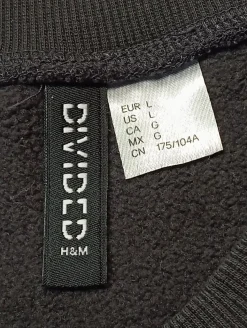 DIVIDED
H&M
EUR L
US L
CA G
MX G
CN 175/104A